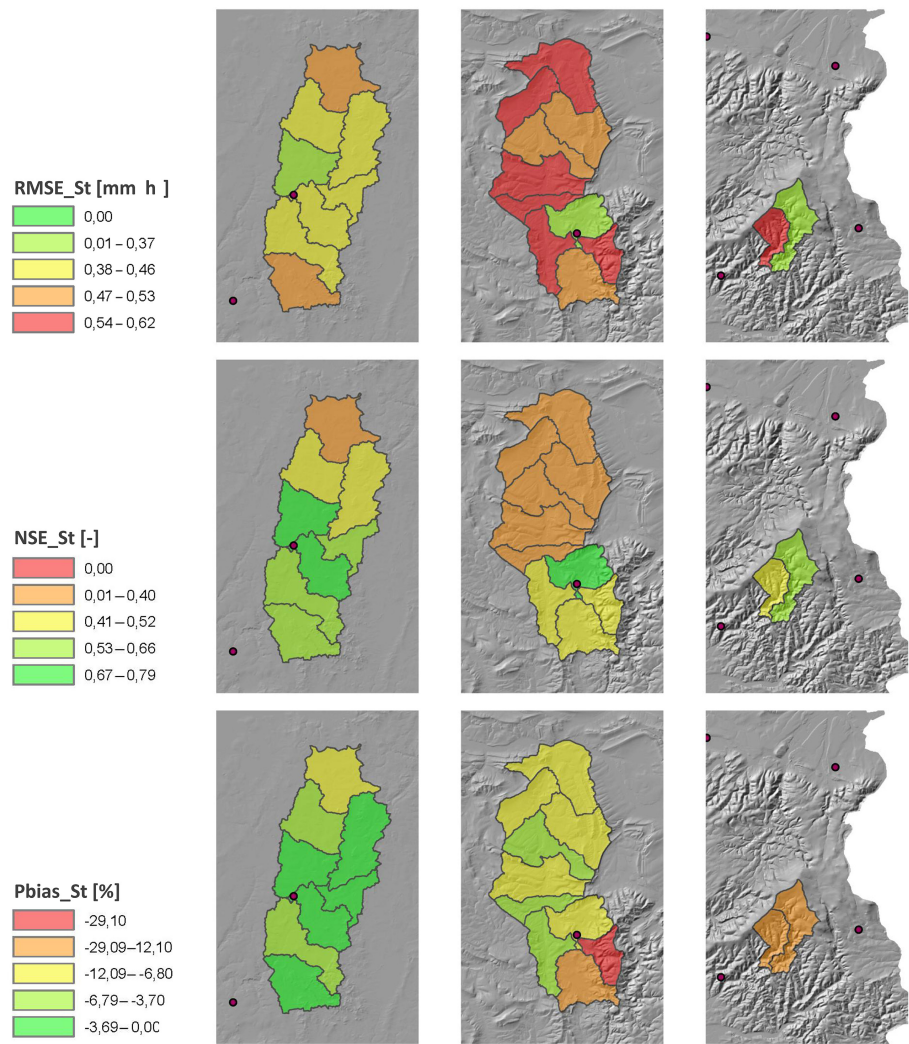 RMSE_St [mm h ]
0,00
0,01 – 0,37
0,38 – 0,46
0,47 – 0,53
0,54 – 0,62
NSE_St [-]
0,00
0,01 – 0,40
0,41 – 0,52
0,53 – 0,66
0,67 – 0,79
Pbias_St [%]
-29,10
-29,09 – 12,10
-12,09 – -6,80
-6,79 – -3,70
-3,69 – 0,00